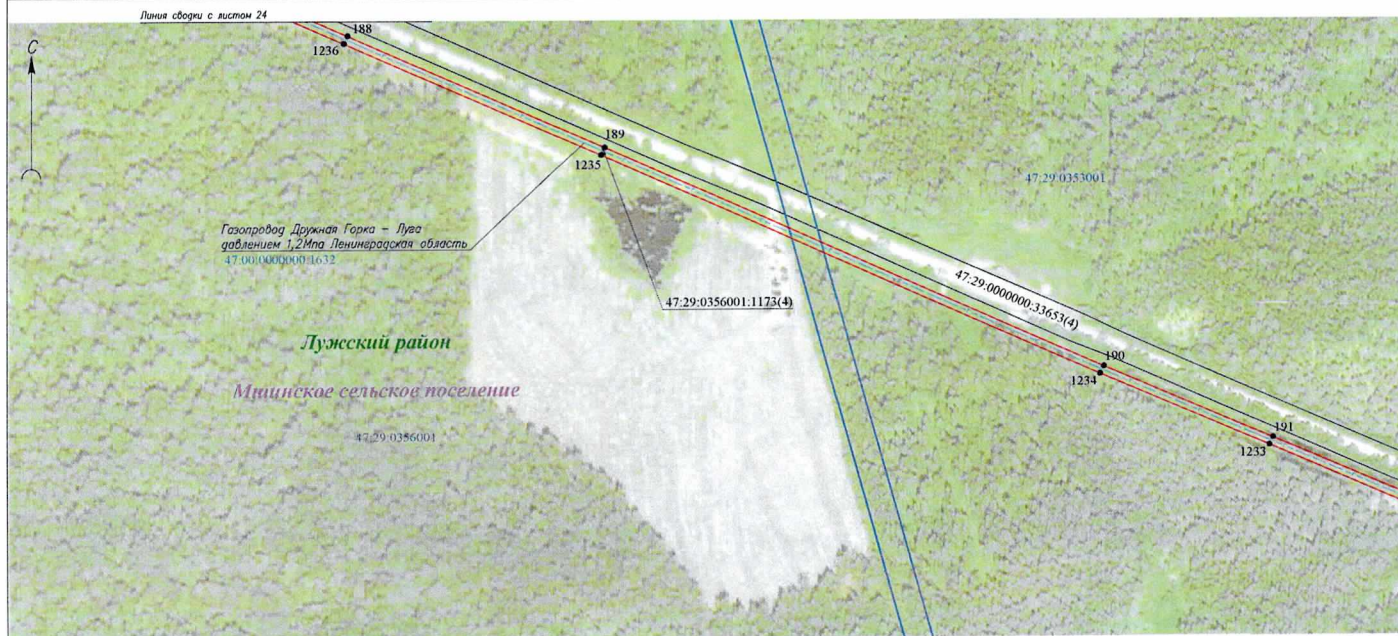 Линия сводки с листом 24
С
188
1236
189
1235
47:29:0353001
Газопровод Дружная Горка – Луга
давлением 1,2Мпа Ленинградская область
47:00:0000000:1632
47:29:0000000:33653(4)
47:29:0356001:1173(4)
Лужский район
190
1234
Мшинское сельское поселение
47:29:0356001
191
1233